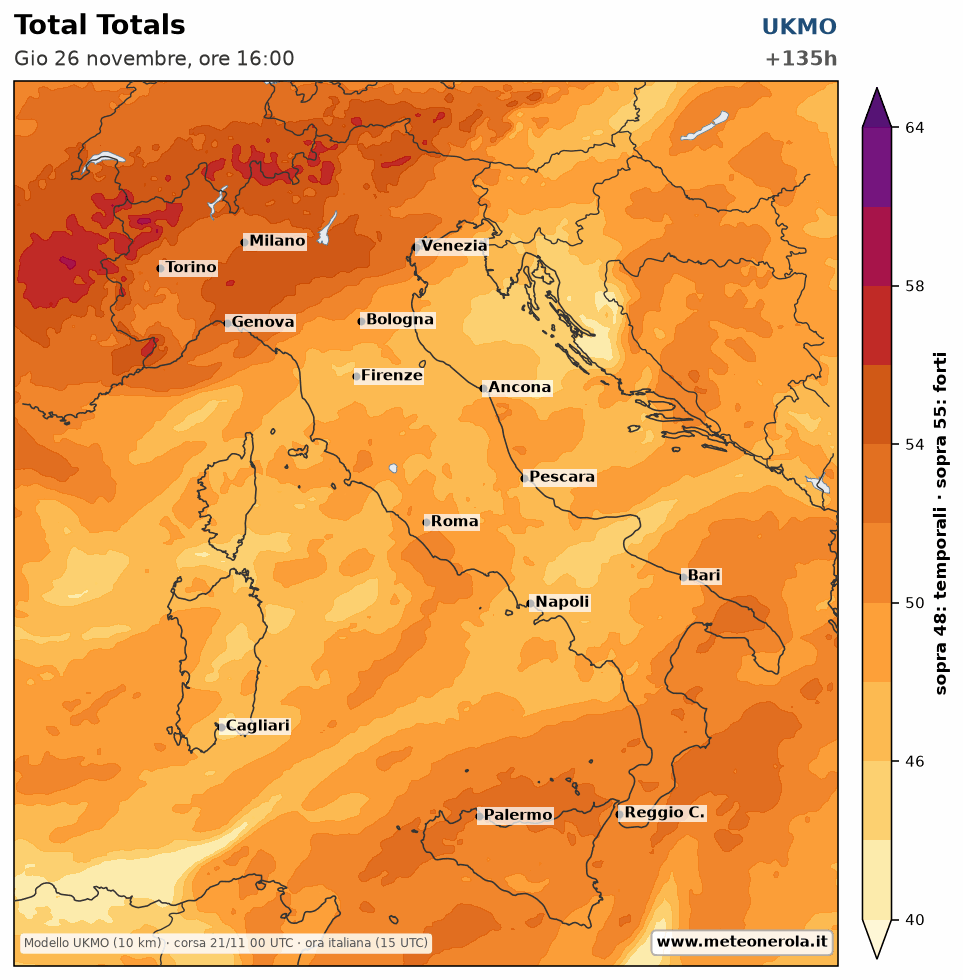 Total Totals
UKMO
Gio 26 novembre, ore 16:00
+135h
64
58
54
50
46
40
sopra 48: temporali · sopra 55: forti
Milano
Venezia
Torino
Genova
Bologna
Firenze
Ancona
Pescara
Roma
Bari
Napoli
Cagliari
Palermo
Reggio C.
Modello UKMO (10 km) · corsa 21/11 00 UTC · ora italiana (15 UTC)
www.meteonerola.it